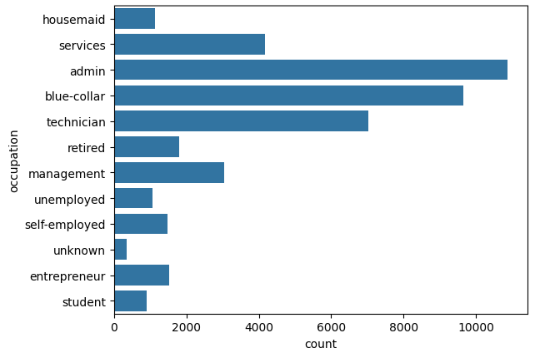 housemaid
services
admin
blue-collar
technician
retired
management
unemployed
self-employed
unknown
entrepreneur
student
occupation
0 2000 4000 6000 8000 10000
count